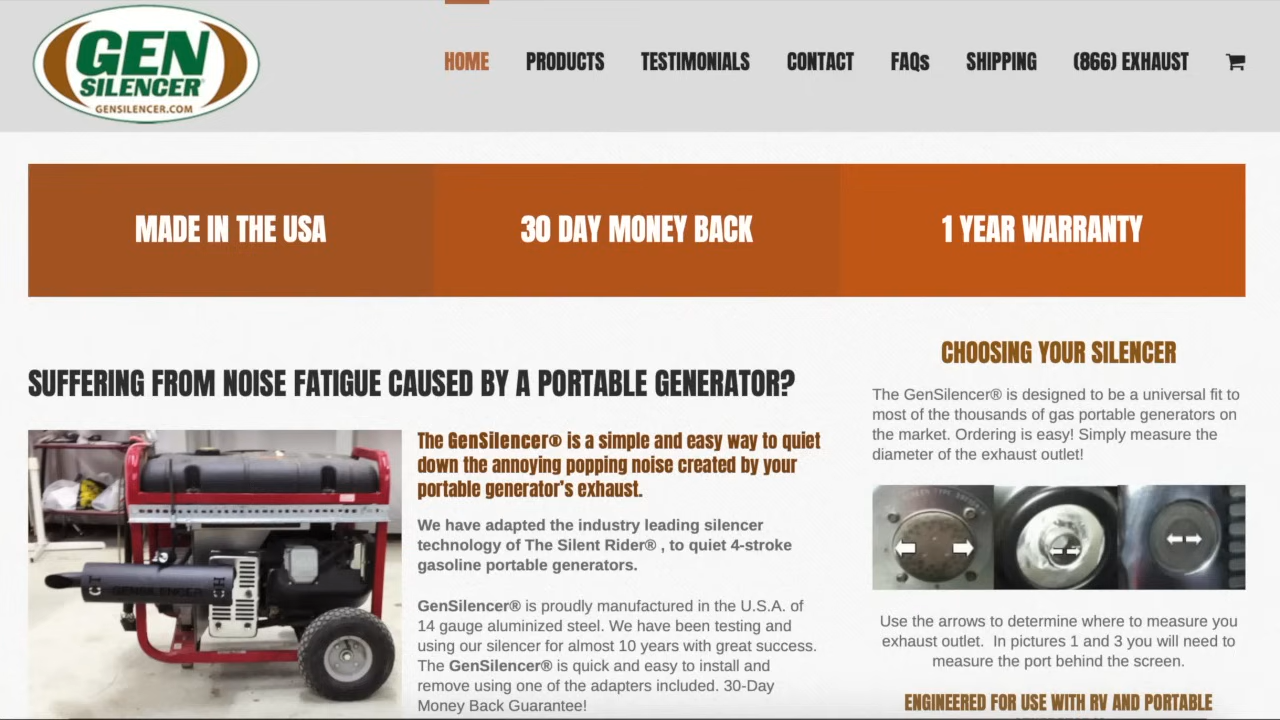 GEN
SILENCER
GENSILENCER.COM
HOME
PRODUCTS
TESTIMONIALS
CONTACT
FAQs
SHIPPING
(866) EXHAUST
MADE IN THE USA
30 DAY MONEY BACK
1 YEAR WARRANTY
SUFFERING FROM NOISE FATIGUE CAUSED BY A PORTABLE GENERATOR?
GENSILENCER
The GenSilencer® is a simple and easy way to quiet
down the annoying popping noise created by your
portable generator’s exhaust.
We have adapted the industry leading silencer
technology of The Silent Rider® , to quiet 4-stroke
gasoline portable generators.
GenSilencer® is proudly manufactured in the U.S.A. of
14 gauge aluminized steel. We have been testing and
using our silencer for almost 10 years with great success.
The GenSilencer® is quick and easy to install and
remove using one of the adapters included. 30-Day
Money Back Guarantee!
CHOOSING YOUR SILENCER
The GenSilencer® is designed to be a universal fit to
most of the thousands of gas portable generators on
the market. Ordering is easy! Simply measure the
diameter of the exhaust outlet!
Use the arrows to determine where to measure you
exhaust outlet.  In pictures 1 and 3 you will need to
measure the port behind the screen.
ENGINEERED FOR USE WITH RV AND PORTABLE